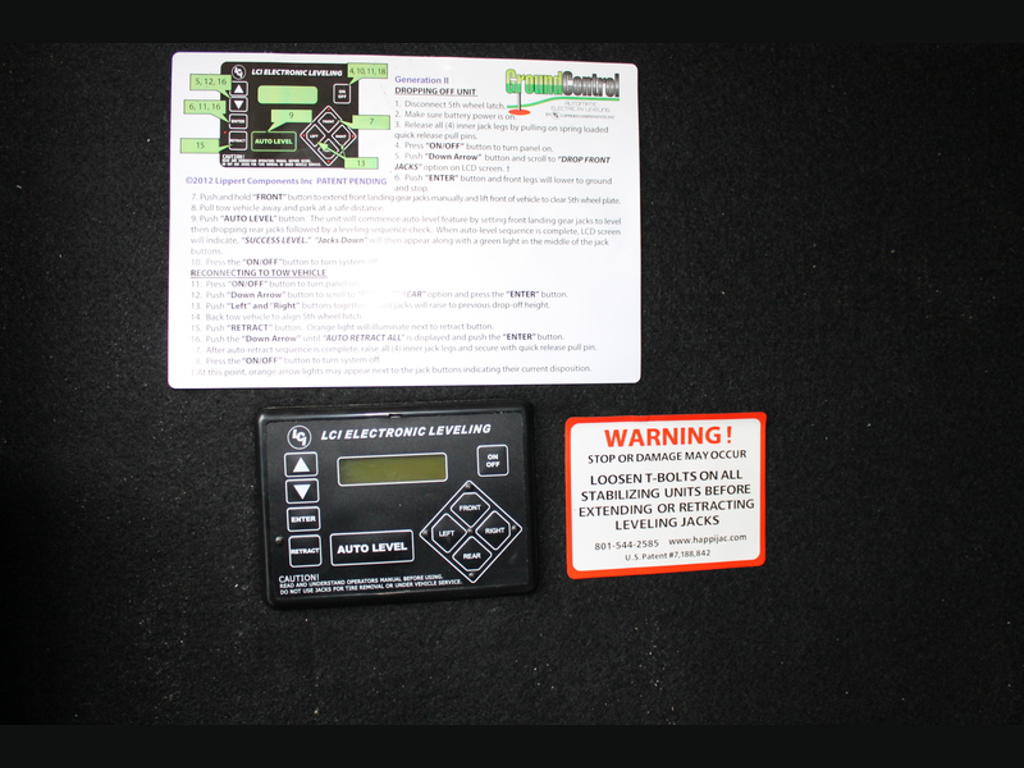 LCI ELECTRONIC LEVELING
4, 10, 11, 18
5, 12, 16
ON
OFF
6, 11, 16
ENTER
9
FRONT
7
LEFT
RIGHT
15
RETRACT
AUTO LEVEL
13
CAUTION!
©2012 Lippert Components Inc PATENT PENDING
Generation II
GroundControl
AUTOMATIC
ELECTRIC LEVELING
DROPPING OFF UNIT
1. Disconnect 5th wheel latch.
2. Make sure battery power is on.
3. Release all (4) inner jack legs by pulling on spring loaded
quick release pull pins.
4. Press "ON/OFF" button to turn panel on.
5. Push "Down Arrow" button and scroll to "DROP FRONT
JACKS" option on LCD screen. †
6. Push "ENTER" button and front legs will lower to ground
and stop.
7. Push and hold "FRONT" button to extend front landing gear jacks manually and lift front of vehicle to clear 5th wheel plate.
8. Pull tow vehicle away and park at a safe distance.
9. Push "AUTO LEVEL" button. The unit will commence auto-level feature by setting front landing gear jacks to level
then dropping rear jacks followed by a leveling sequence check. When auto-level sequence is complete, LCD screen
will indicate, "SUCCESS LEVEL." "Jacks Down" will then appear along with a green light in the middle of the jack
buttons.
10. Press the "ON/OFF" button to turn system off.
RECONNECTING TO TOW VEHICLE
11. Press "ON/OFF" button to turn panel on.
12. Push "Down Arrow" button to scroll to EAR" option and press the "ENTER" button.
13. Push "Left" and "Right" buttons together jacks will raise to previous drop-off height.
14. Back tow vehicle to align 5th wheel hitch.
15. Push "RETRACT" button. Orange light will illuminate next to retract button.
16. Push the "Down Arrow" until "AUTO RETRACT ALL" is displayed and push the "ENTER" button.
7. After auto-retract sequence is complete, raise all (4) inner jack legs and secure with quick release pull pin.
8. Press the "ON/OFF" button to turn system off
At this point, orange arrow lights may appear next to the jack buttons indicating their current disposition.
LCI LCI ELECTRONIC LEVELING
ON
OFF
ENTER
FRONT
LEFT
RIGHT
REAR
RETRACT
AUTO LEVEL
CAUTION!
READ AND UNDERSTAND OPERATORS MANUAL BEFORE USING.
DO NOT USE JACKS FOR TIRE REMOVAL OR UNDER VEHICLE SERVICE.
WARNING!
STOP OR DAMAGE MAY OCCUR
LOOSEN T-BOLTS ON ALL
STABILIZING UNITS BEFORE
EXTENDING OR RETRACTING
LEVELING JACKS
801-544-2585 www.happijac.com
U.S. Patent #7,188,842